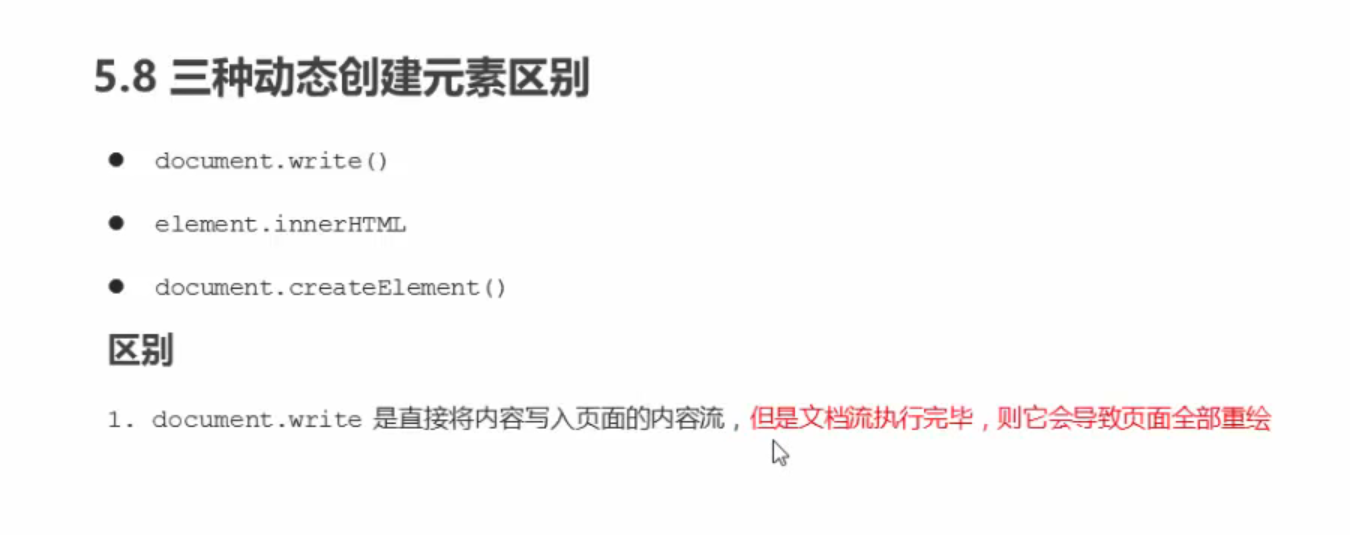 5.8 三种动态创建元素区别
● document.write()
● element.innerHTML
● document.createElement()
区别
1. document.write 是直接将内容写入页面的内容流，但是文档流执行完毕，则它会导致页面全部重绘